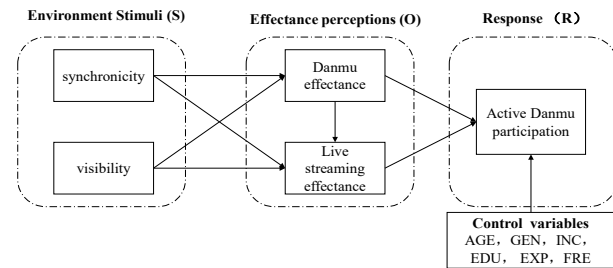 Environment Stimuli (S)
Effectance perceptions (O)
Response （R）
synchronicity
Danmu
effectance
Active Danmu
participation
visibility
Live
streaming
effectance
Control variables
AGE， GEN， INC，
EDU， EXP， FRE